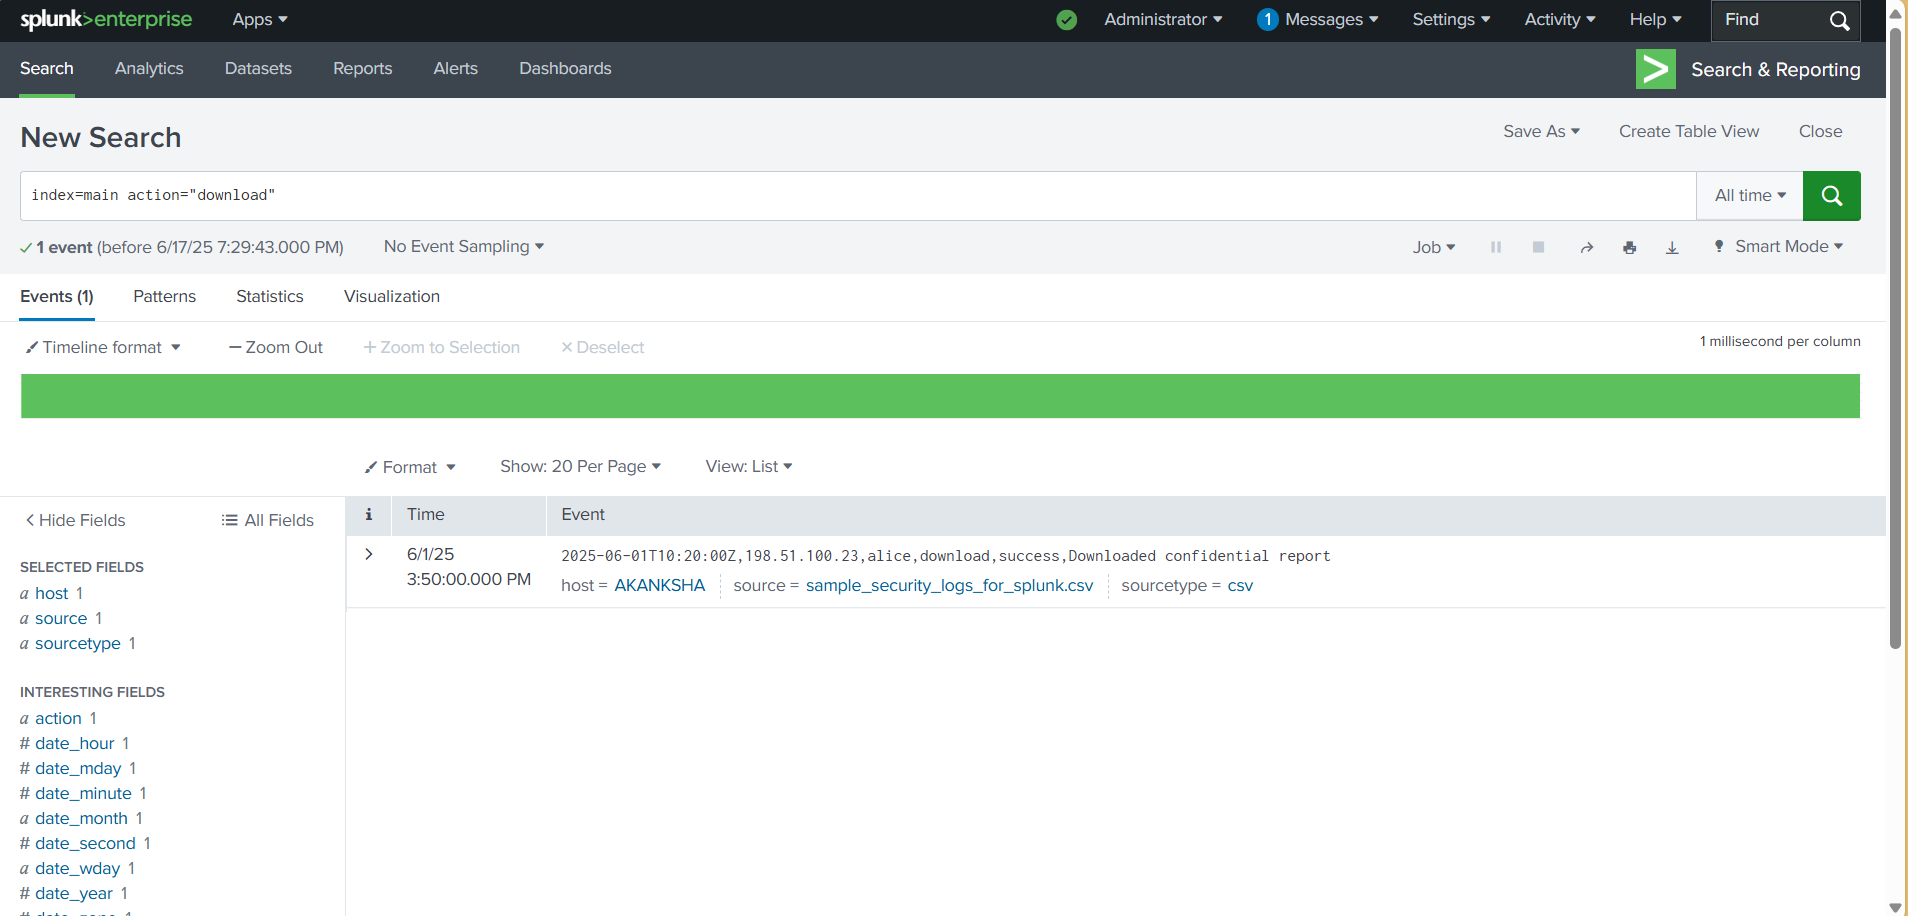 splunk>enterprise Apps Administrator 1 Messages Settings Activity Help Find
Search Analytics Datasets Reports Alerts Dashboards Search & Reporting
New Search Save As Create Table View Close
index=main action="download" All time
1 event (before 6/17/25 7:29:43.000 PM) No Event Sampling Job Smart Mode
Events (1) Patterns Statistics Visualization
Timeline format Zoom Out Zoom to Selection Deselect 1 millisecond per column
Format Show: 20 Per Page View: List
Hide Fields All Fields
i Time Event
SELECTED FIELDS
a host 1
a source 1
a sourcetype 1
INTERESTING FIELDS
a action 1
# date_hour 1
# date_mday 1
# date_minute 1
a date_month 1
# date_second 1
a date_wday 1
# date_year 1
6/1/25
3:50:00.000 PM
2025-06-01T10:20:00Z,198.51.100.23,alice,download,success,Downloaded confidential report
host = AKANKSHA source = sample_security_logs_for_splunk.csv sourcetype = csv